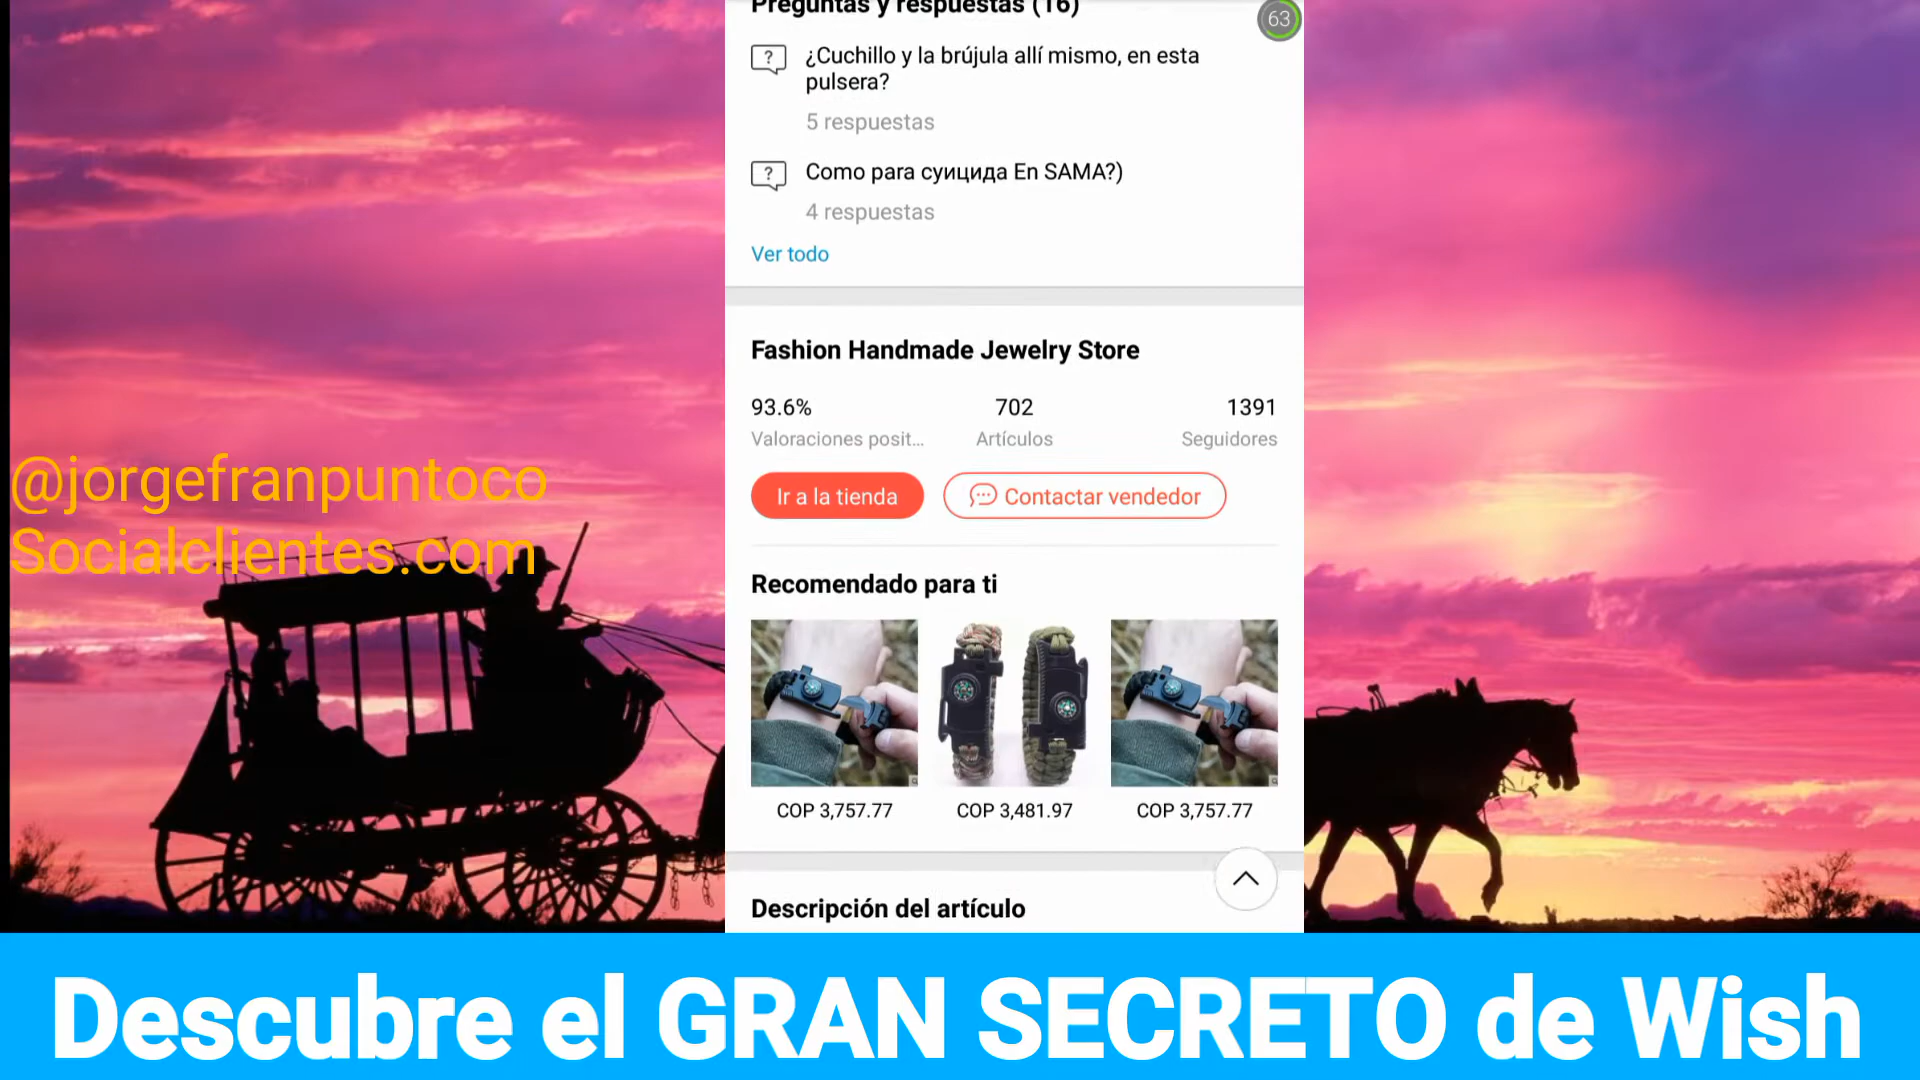 Preguntas y respuestas (16)
63
¿Cuchillo y la brújula allí mismo, en esta
pulsera?
5 respuestas
Como para суицида En SAMA?)
4 respuestas
Ver todo
Fashion Handmade Jewelry Store
93.6%
702
1391
Valoraciones posit...
Artículos
Seguidores
Ir a la tienda
Contactar vendedor
@jorgefranpuntoco
Socialclientes.com
Recomendado para ti
COP 3,757.77
COP 3,481.97
COP 3,757.77
Descripción del artículo
Descubre el GRAN SECRETO de Wish